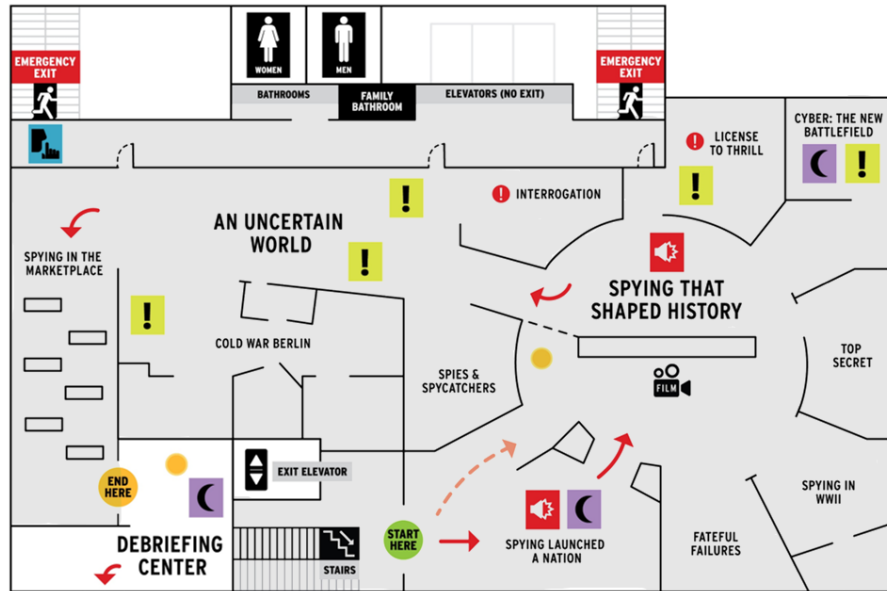 EMERGENCY
EXIT
WOMEN
MEN
EMERGENCY
EXIT
BATHROOMS
FAMILY
BATHROOM
ELEVATORS (NO EXIT)
CYBER: THE NEW
BATTLEFIELD
! LICENSE
TO THRILL
!
!
! INTERROGATION
!
AN UNCERTAIN
WORLD
SPYING IN THE
MARKETPLACE
!
SPYING THAT
SHAPED HISTORY
!
COLD WAR BERLIN
TOP
SECRET
SPIES &
SPYCATCHERS
FILM
EXIT ELEVATOR
END
HERE
SPYING IN
WWII
START
HERE
DEBRIEFING
CENTER
SPYING LAUNCHED
A NATION
FATEFUL
FAILURES
STAIRS